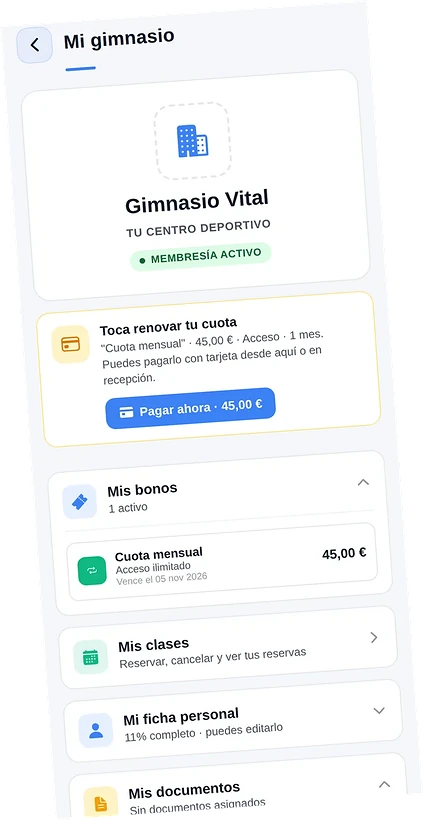 Mi gimnasio
Gimnasio Vital
TU CENTRO DEPORTIVO
MEMBRESÍA ACTIVO
Toca renovar tu cuota
"Cuota mensual" · 45,00 € · Acceso · 1 mes.
Puedes pagarlo con tarjeta desde aquí o en
recepción.
Pagar ahora · 45,00 €
Mis bonos
1 activo
Cuota mensual
Acceso ilimitado
Vence el 05 nov 2026
45,00 €
Mis clases
Reservar, cancelar y ver tus reservas
Mi ficha personal
11% completo · puedes editarlo
Mis documentos
Sin documentos asignados